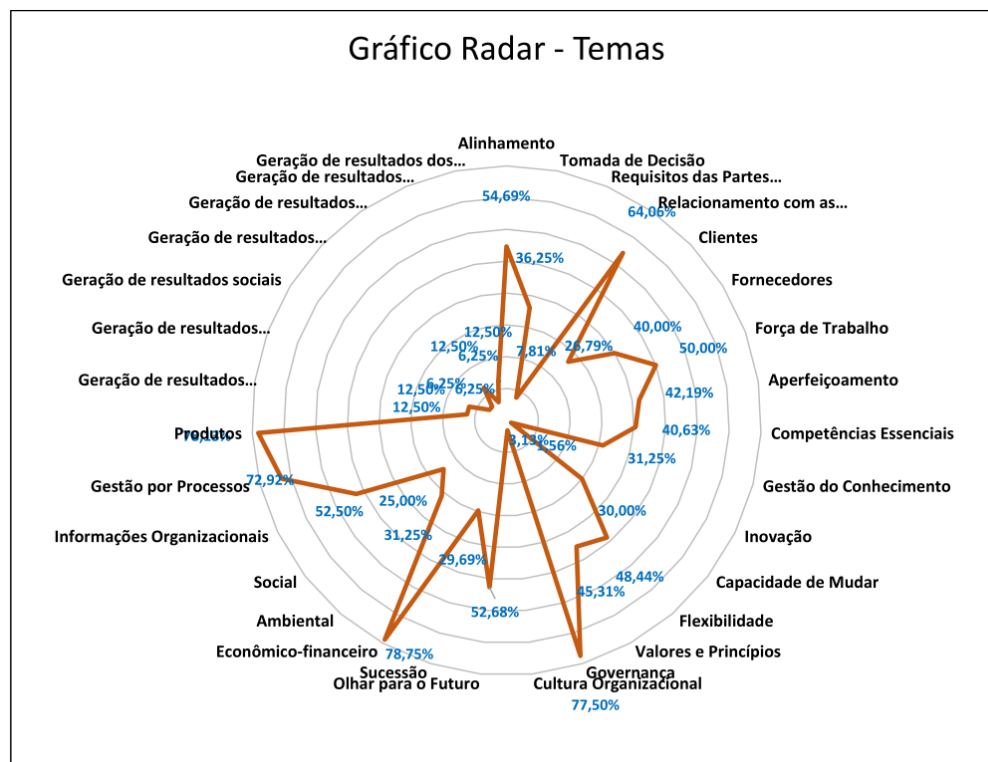 Gráfico Radar - Temas
Alinhamento
Geração de resultados dos...
Tomada de Decisão
Geração de resultados...
Requisitos das Partes...
54,69%
Geração de resultados...
64,06%
Relacionamento com as...
Geração de resultados...
Clientes
36,25%
Geração de resultados sociais
Fornecedores
Geração de resultados...
12,50%
40,00%
Força de Trabalho
12,50%
6,25%
7,81%
26,79%
50,00%
Geração de resultados...
12,50%
6,25%
6,25%
42,19%
Aperfeiçoamento
12,50%
Produtos
40,63%
Competências Essenciais
3,13%
1,56%
31,25%
72,92%
Gestão por Processos
Gestão do Conhecimento
52,50%
25,00%
30,00%
Informações Organizacionais
31,25%
Inovação
29,69%
48,44%
Social
45,31%
Capacidade de Mudar
52,68%
Ambiental
Flexibilidade
Econômico-financeiro
78,75%
Valores e Princípios
Sucessão
Governança
Olhar para o Futuro
Cultura Organizacional
77,50%